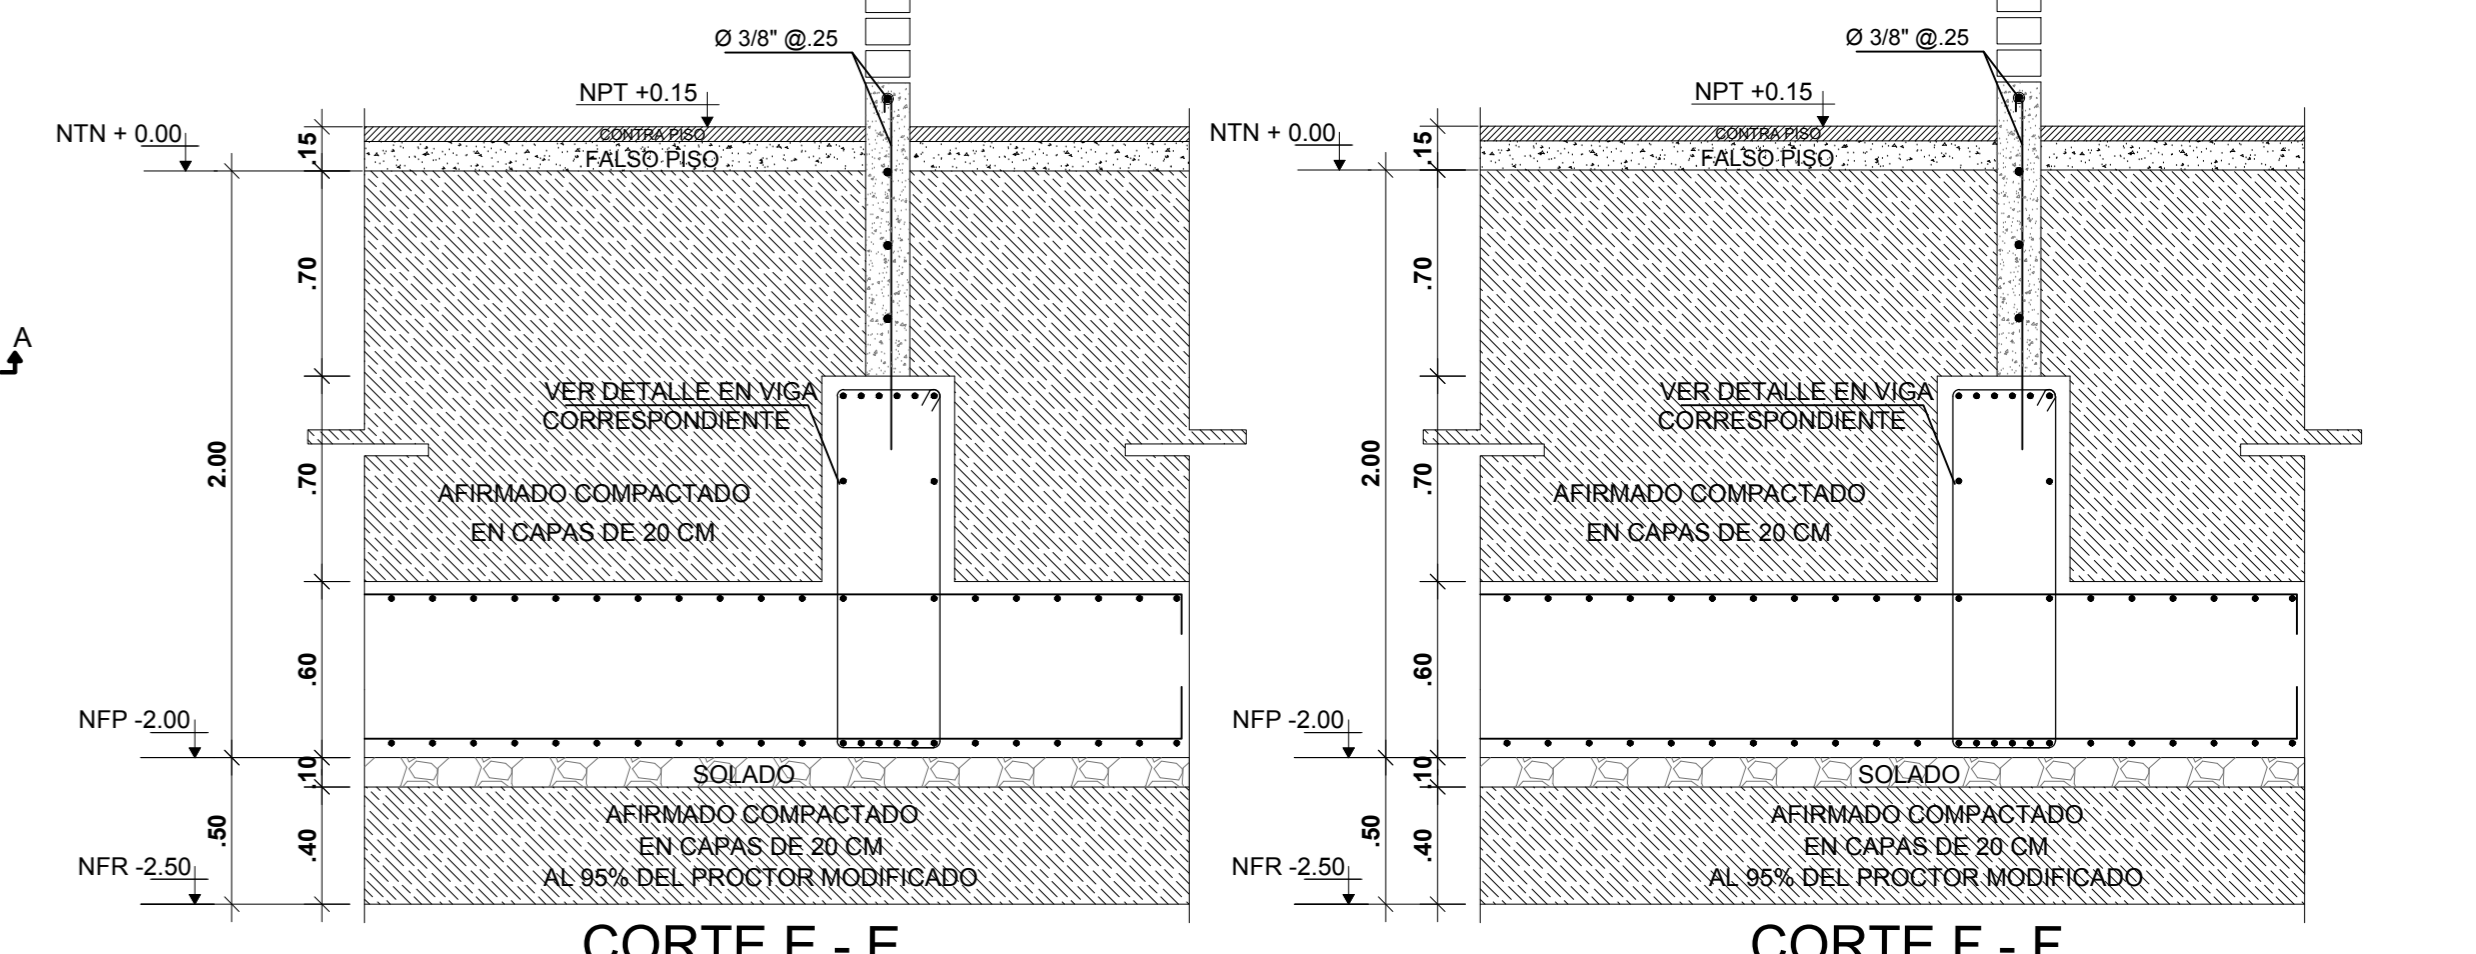 Ø 3/8" @.25
NPT +0.15
NTN + 0.00
.15
CONTRA PISO
FALSO PISO
.70
A
VER DETALLE EN VIGA
CORRESPONDIENTE
2.00
.70
AFIRMADO COMPACTADO
EN CAPAS DE 20 CM
.60
NFP -2.00
.10
SOLADO
AFIRMADO COMPACTADO
EN CAPAS DE 20 CM
AL 95% DEL PROCTOR MODIFICADO
.50
.40
NFR -2.50
Ø 3/8" @.25
NPT +0.15
NTN + 0.00
.15
CONTRA PISO
FALSO PISO
.70
VER DETALLE EN VIGA
CORRESPONDIENTE
2.00
.70
AFIRMADO COMPACTADO
EN CAPAS DE 20 CM
.60
NFP -2.00
.10
SOLADO
AFIRMADO COMPACTADO
EN CAPAS DE 20 CM
AL 95% DEL PROCTOR MODIFICADO
.50
.40
NFR -2.50
CORTE
CORTE